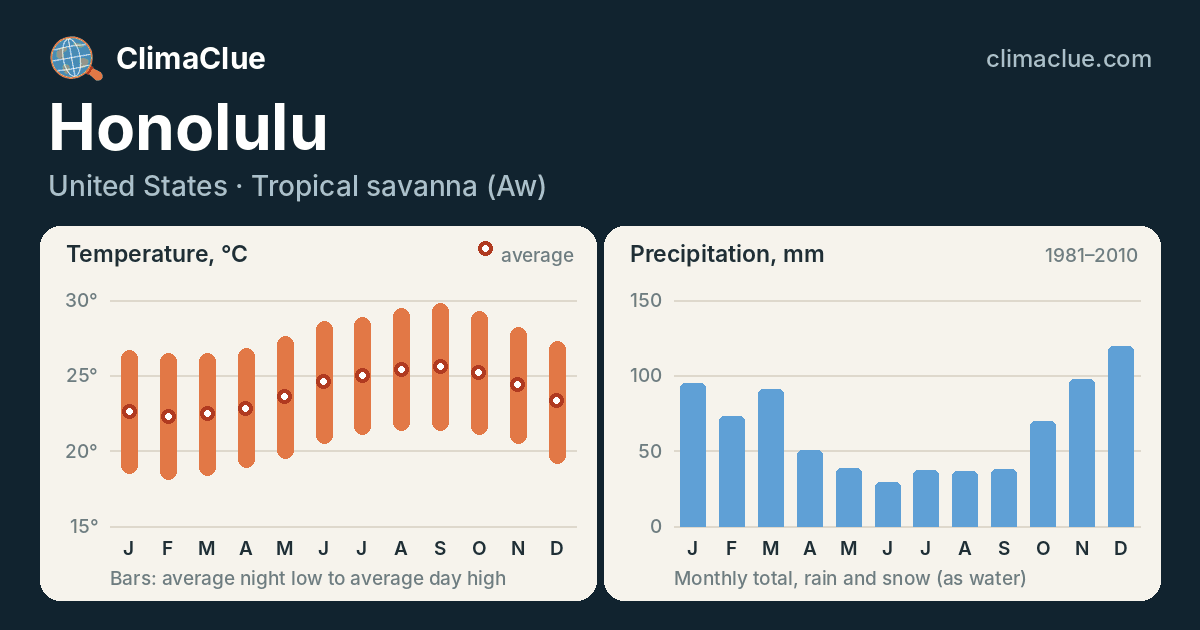 ClimaClue
climaclue.com
Honolulu
United States · Tropical savanna (Aw)
Temperature, °C
average
30°
25°
20°
15°
J F M A M J J A S O N D
Bars: average night low to average day high
Precipitation, mm
1981–2010
150
100
50
0
J F M A M J J A S O N D
Monthly total, rain and snow (as water)